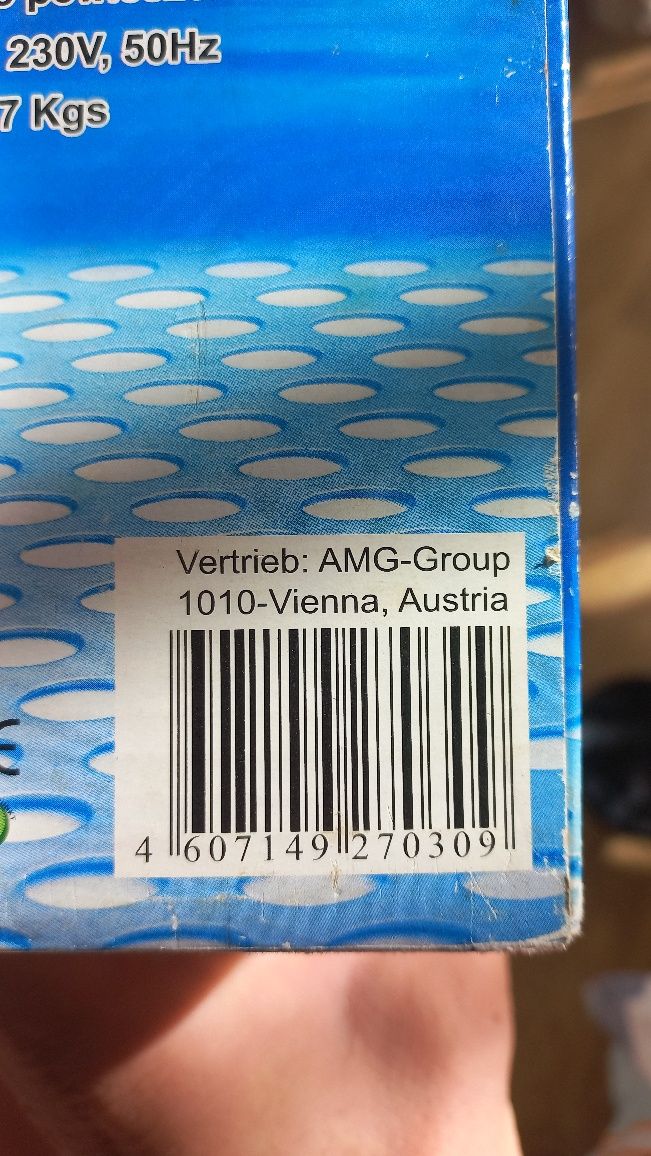 230V, 50Hz
7 Kgs
Vertrieb: AMG-Group
1010-Vienna, Austria
4 607149 270309